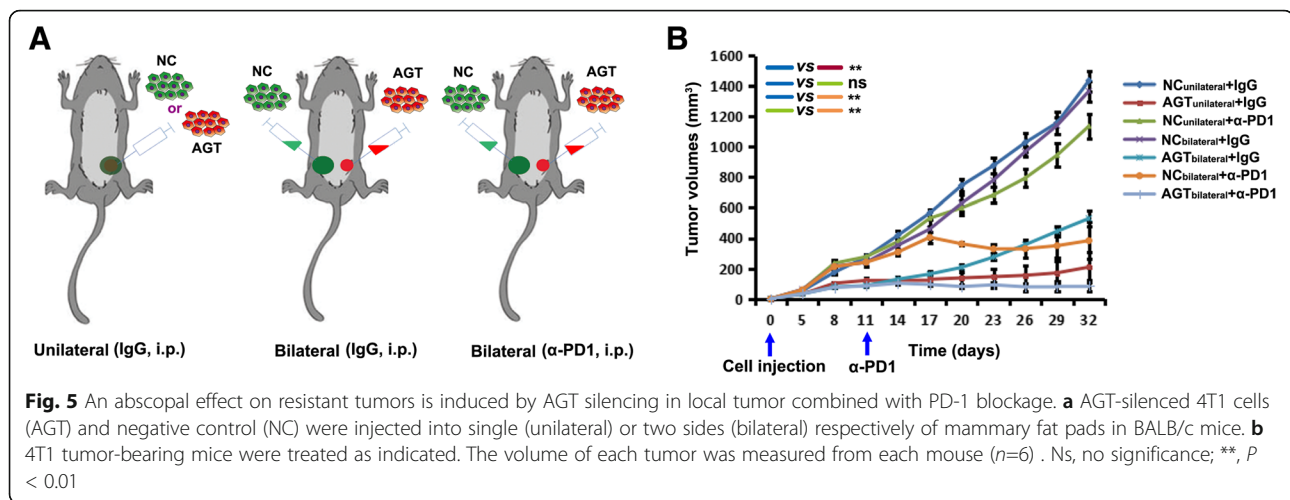 A
NC
or
AGT
NC
AGT
NC
AGT
Unilateral (IgG, i.p.)
Bilateral (IgG, i.p.)
Bilateral (α-PD1, i.p.)
B
Tumor volumes (mm³)
1600
1400
1200
1000
800
600
400
200
0
vs **
vs ns
vs **
vs **
0 5 8 11 14 17 20 23 26 29 32
Time (days)
Cell injection
α-PD1
NCunilateral+IgG
AGTunilateral+IgG
NCunilateral+α-PD1
NCbilateral+IgG
AGTbilateral+IgG
NCbilateral+α-PD1
AGTbilateral+α-PD1
Fig. 5 An abscopal effect on resistant tumors is induced by AGT silencing in local tumor combined with PD-1 blockage. a AGT-silenced 4T1 cells
(AGT) and negative control (NC) were injected into single (unilateral) or two sides (bilateral) respectively of mammary fat pads in BALB/c mice. b
4T1 tumor-bearing mice were treated as indicated. The volume of each tumor was measured from each mouse (n=6) . Ns, no significance; **, P
< 0.01